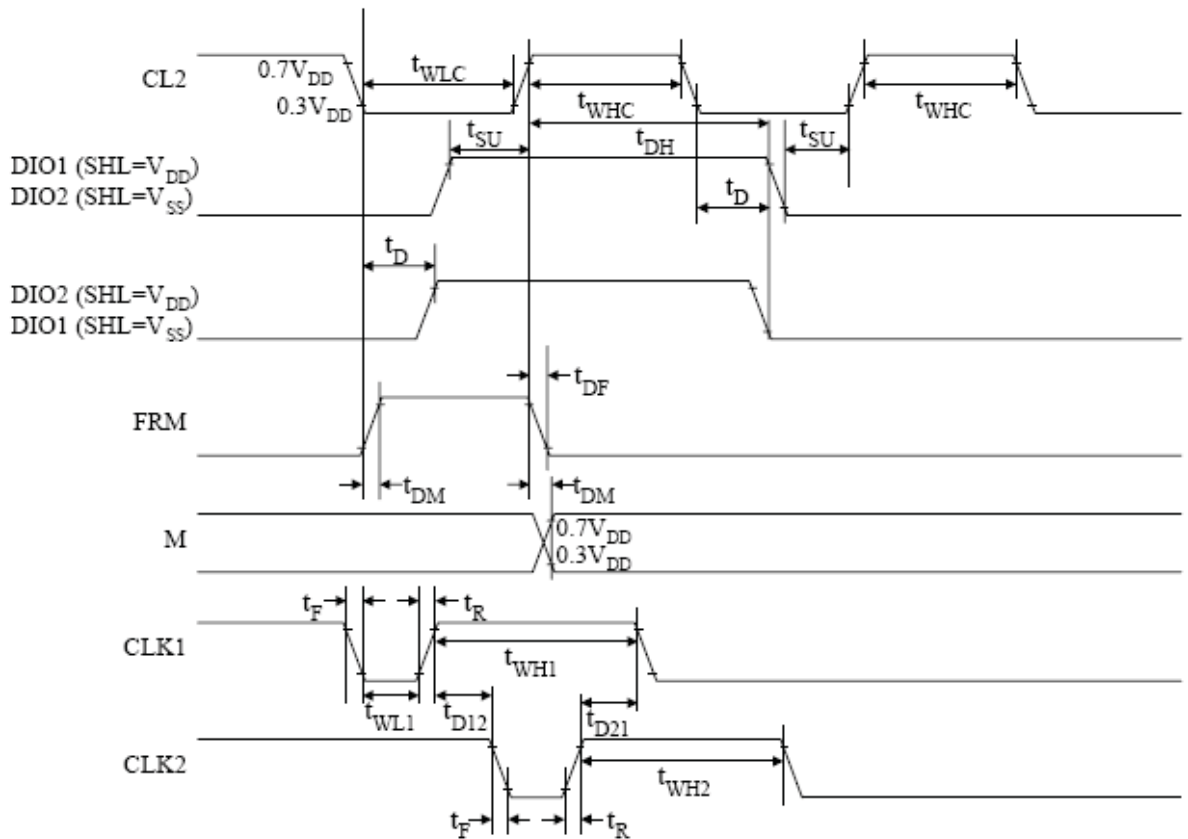 CL2
0.7V_DD
0.3V_DD
t_WLC
t_WHC
t_WHC
t_SU
t_DH
t_SU
DIO1 (SHL=V_DD)
DIO2 (SHL=V_SS)
t_D
t_D
DIO2 (SHL=V_DD)
DIO1 (SHL=V_SS)
t_DF
FRM
t_DM
t_DM
M
0.7V_DD
0.3V_DD
t_F
t_R
CLK1
t_WH1
t_WL1
t_D12
t_D21
CLK2
t_WH2
t_F
t_R